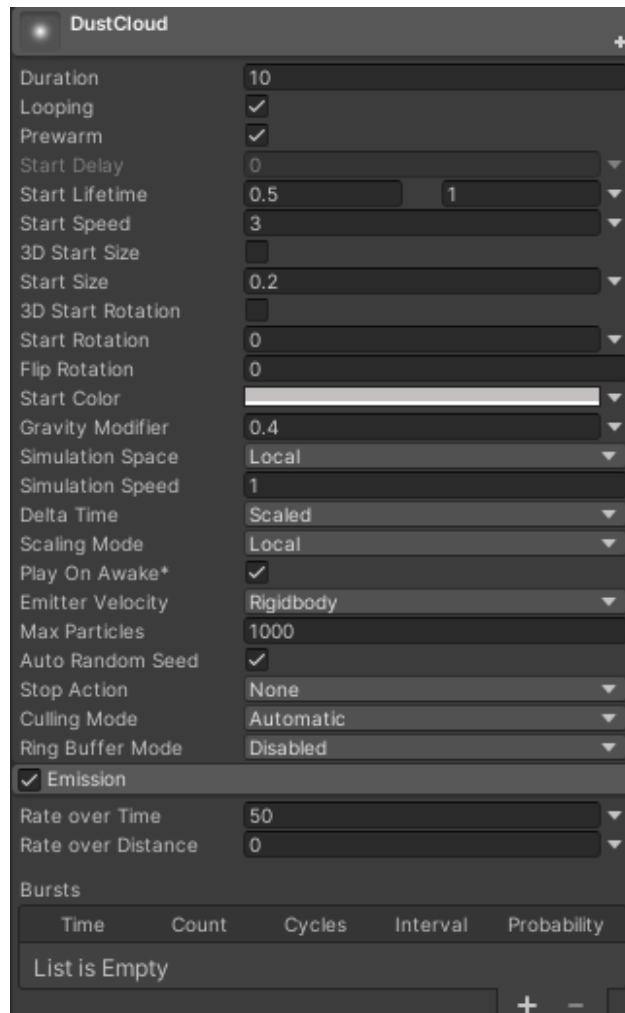 DustCloud
Duration 10
Looping
Prewarm
Start Delay 0
Start Lifetime 0.5 1
Start Speed 3
3D Start Size
Start Size 0.2
3D Start Rotation
Start Rotation 0
Flip Rotation 0
Start Color
Gravity Modifier 0.4
Simulation Space Local
Simulation Speed 1
Delta Time Scaled
Scaling Mode Local
Play On Awake*
Emitter Velocity Rigidbody
Max Particles 1000
Auto Random Seed
Stop Action None
Culling Mode Automatic
Ring Buffer Mode Disabled
Emission
Rate over Time 50
Rate over Distance 0
Bursts
Time Count Cycles Interval Probability
List is Empty